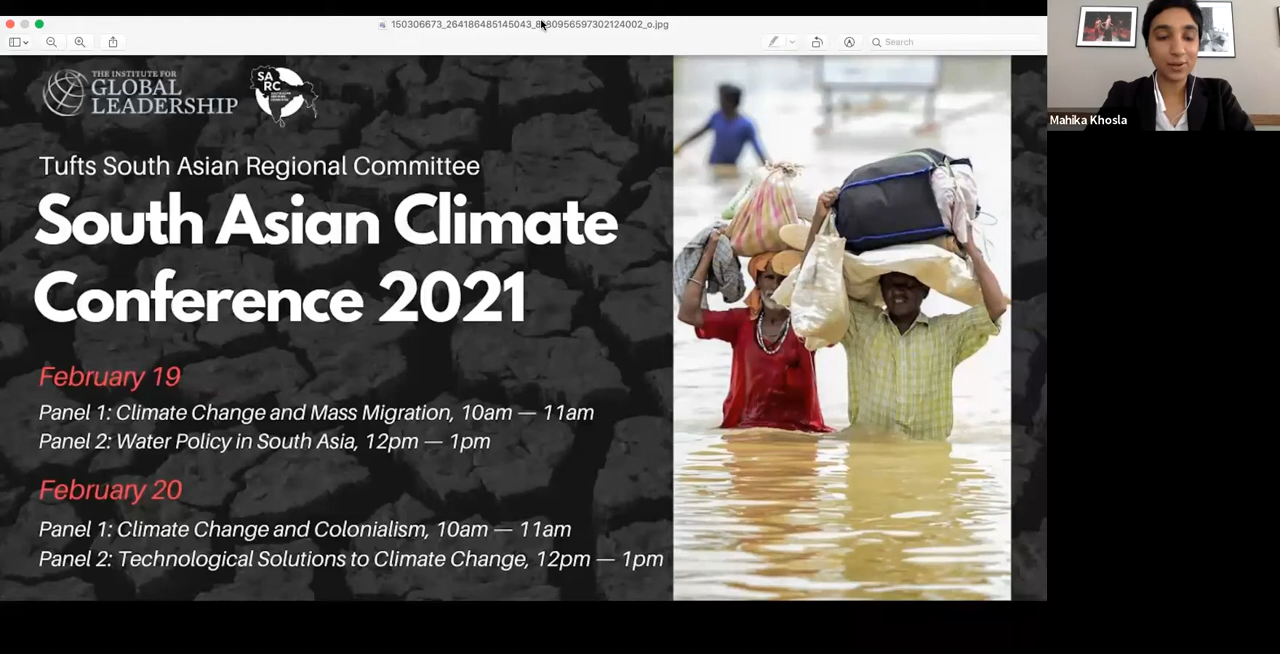 150306673_264186485145043_8880956597302124002_o.jpg
Search
Mahika Khosla
THE INSTITUTE FOR
GLOBAL
LEADERSHIP
SA
RC
Tufts South Asian Regional Committee
South Asian Climate
Conference 2021
February 19
Panel 1: Climate Change and Mass Migration, 10am — 11am
Panel 2: Water Policy in South Asia, 12pm — 1pm
February 20
Panel 1: Climate Change and Colonialism, 10am — 11am
Panel 2: Technological Solutions to Climate Change, 12pm — 1pm